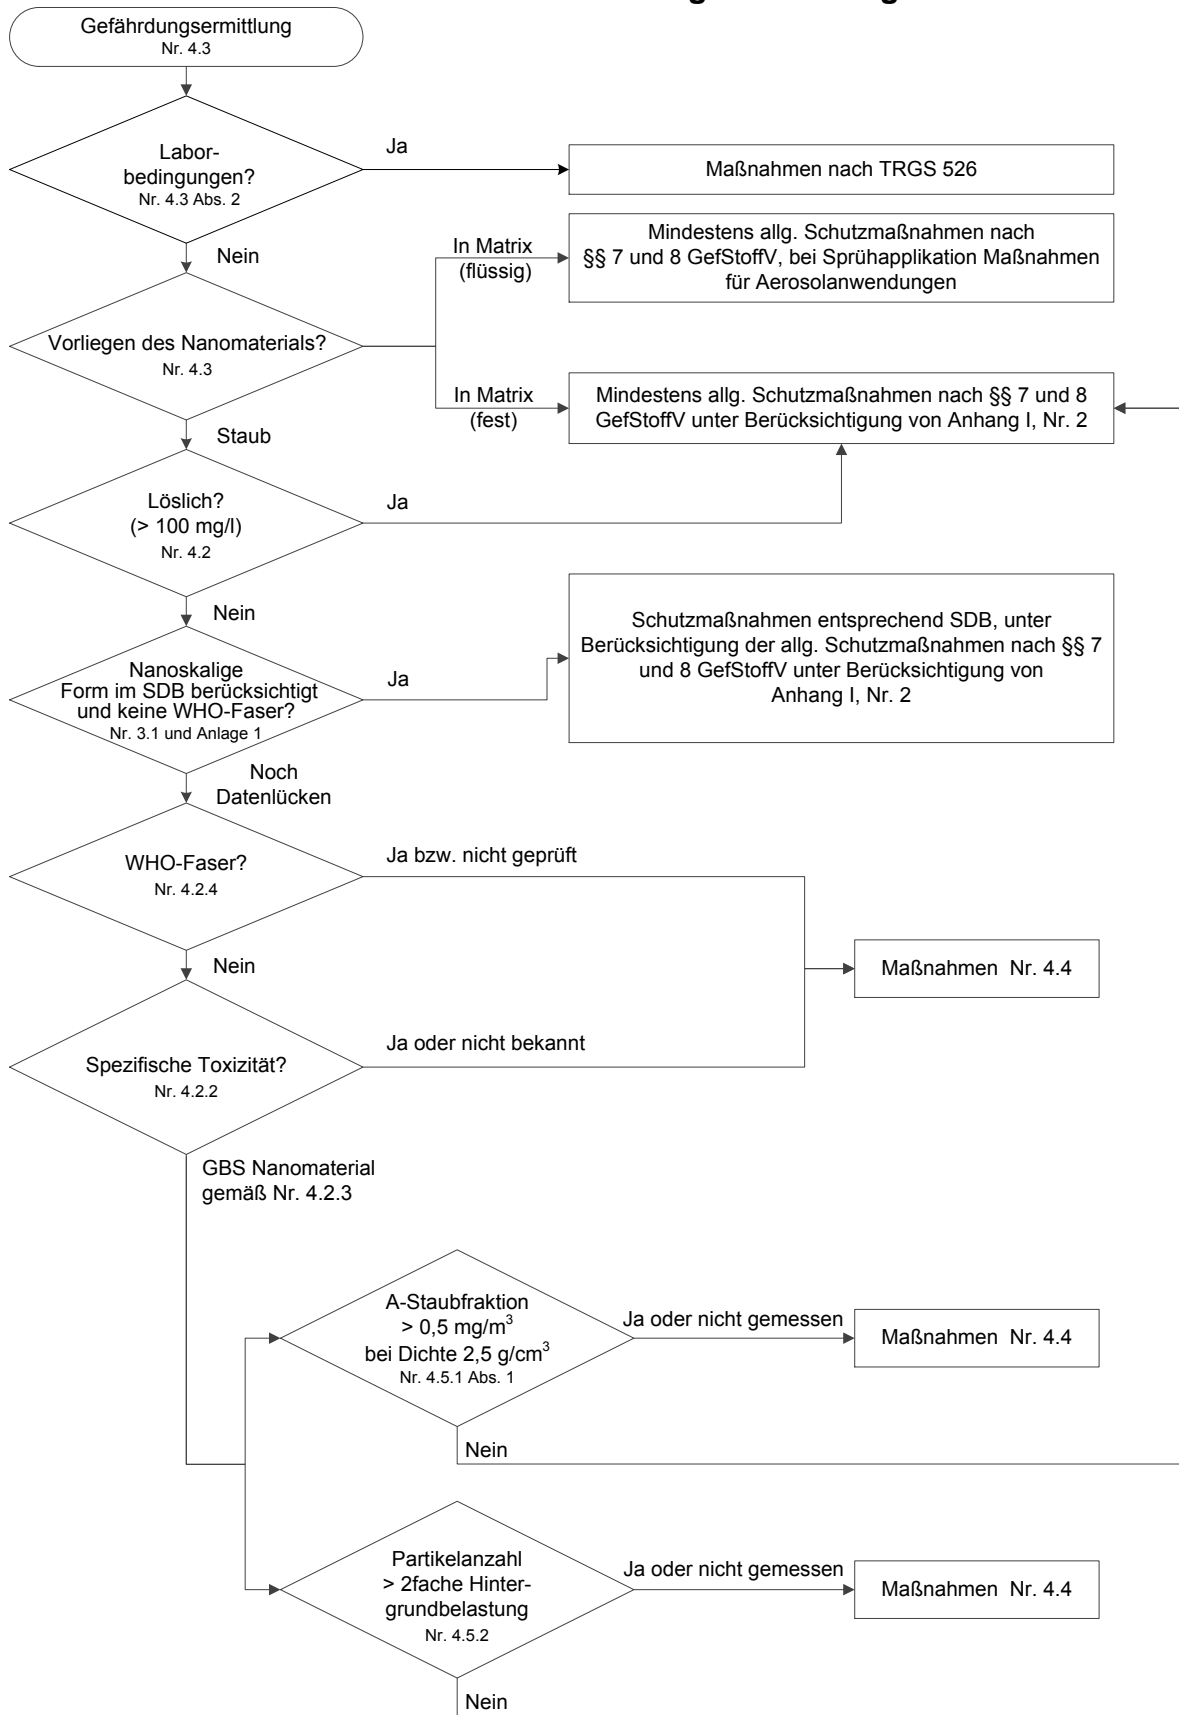 Gefährdungsermittlung
Nr. 4.3
Labor-
bedingungen?
Nr. 4.3 Abs. 2
Ja
Maßnahmen nach TRGS 526
Nein
In Matrix
(flüssig)
Mindestens allg. Schutzmaßnahmen nach
§§ 7 und 8 GefStoffV, bei Sprühapplikation Maßnahmen
für Aerosolanwendungen
Vorliegen des Nanomaterials?
Nr. 4.3
In Matrix
(fest)
Mindestens allg. Schutzmaßnahmen nach §§ 7 und 8
GefStoffV unter Berücksichtigung von Anhang I, Nr. 2
Staub
Löslich?
(> 100 mg/l)
Nr. 4.2
Ja
Nein
Nanoskalige
Form im SDB berücksichtigt
und keine WHO-Faser?
Nr. 3.1 und Anlage 1
Ja
Schutzmaßnahmen entsprechend SDB, unter
Berücksichtigung der allg. Schutzmaßnahmen nach §§ 7
und 8 GefStoffV unter Berücksichtigung von
Anhang I, Nr. 2
Noch
Datenlücken
WHO-Faser?
Nr. 4.2.4
Ja bzw. nicht geprüft
Maßnahmen Nr. 4.4
Nein
Spezifische Toxizität?
Nr. 4.2.2
Ja oder nicht bekannt
GBS Nanomaterial
gemäß Nr. 4.2.3
A-Staubfraktion
> 0,5 mg/m³
bei Dichte 2,5 g/cm³
Nr. 4.5.1 Abs. 1
Ja oder nicht gemessen
Maßnahmen Nr. 4.4
Nein
Partikelanzahl
> 2fache Hinter-
grundbelastung
Nr. 4.5.2
Ja oder nicht gemessen
Maßnahmen Nr. 4.4
Nein